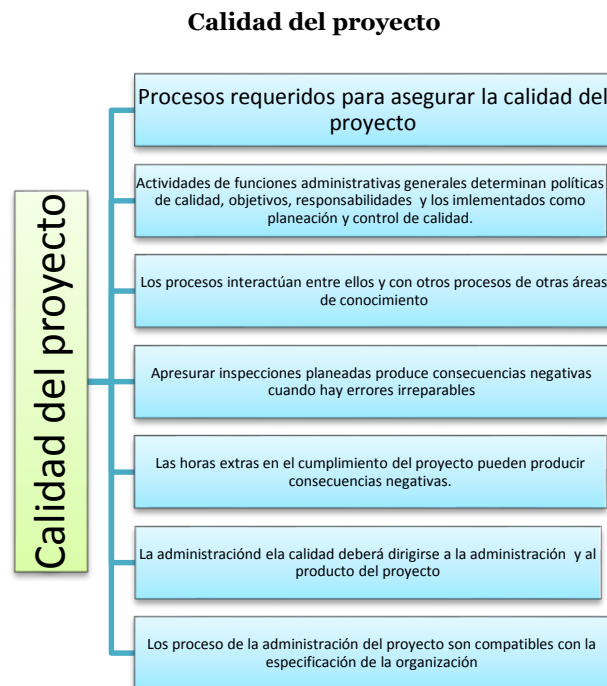 Calidad del proyecto
Calidad del proyecto
Procesos requeridos para asegurar la calidad del
proyecto
Actividades de funciones administrativas generales determinan políticas
de calidad, objetivos, responsabilidades y los imlementados como
planeación y control de calidad.
Los procesos interactúan entre ellos y con otros procesos de otras áreas
de conocimiento
Apresurar inspecciones planeadas produce consecuencias negativas
cuando hay errores irreparables
Las horas extras en el cumplimiento del proyecto pueden producir
consecuencias negativas.
La administraciónd ela calidad deberá dirigirse a la administración y al
producto del proyecto
Los proceso de la administración del proyecto son compatibles con la
especificación de la organización